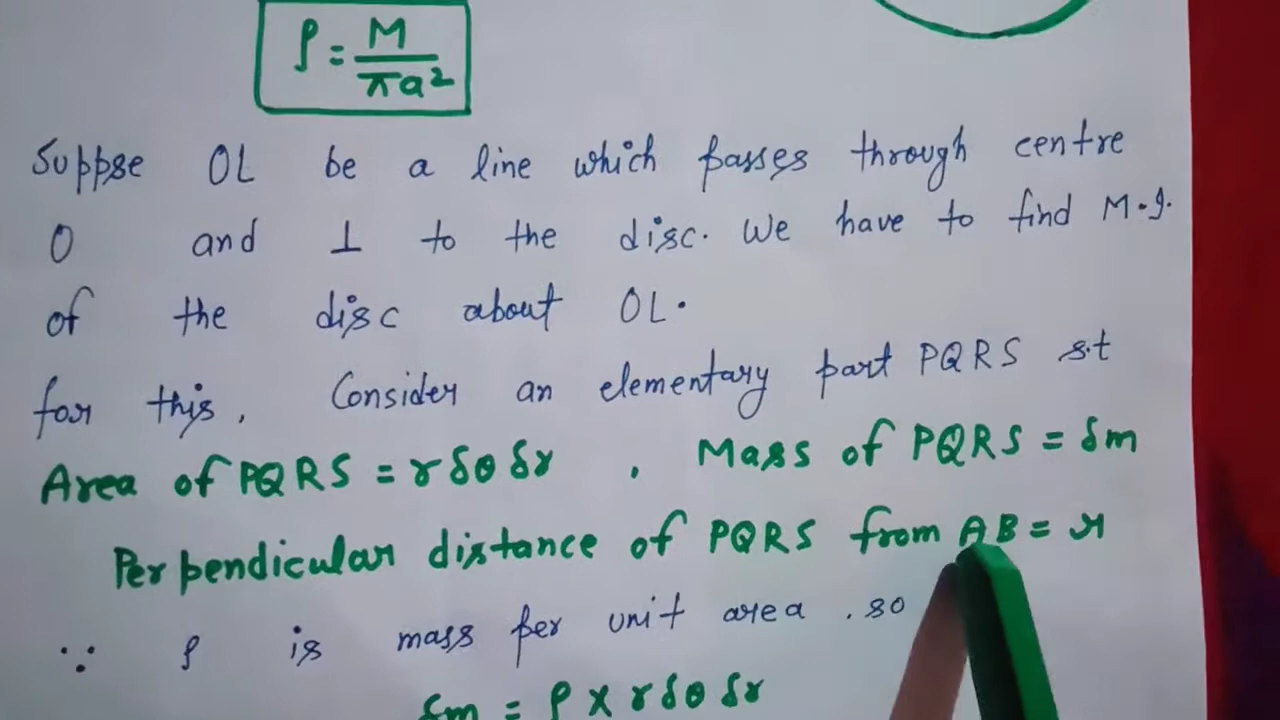 ρ = M / πa²
Suppse OL be a line which passes through centre
O and ⊥ to the disc. We have to find M.I.
of the disc about OL.
for this, Consider an elementary part PQRS s.t
Area of PQRS = r δθ δr , Mass of PQRS = δm
Perpendicular distance of PQRS from AB = r
∵ ρ is mass per unit area . so
δm = ρ x r δθ δr